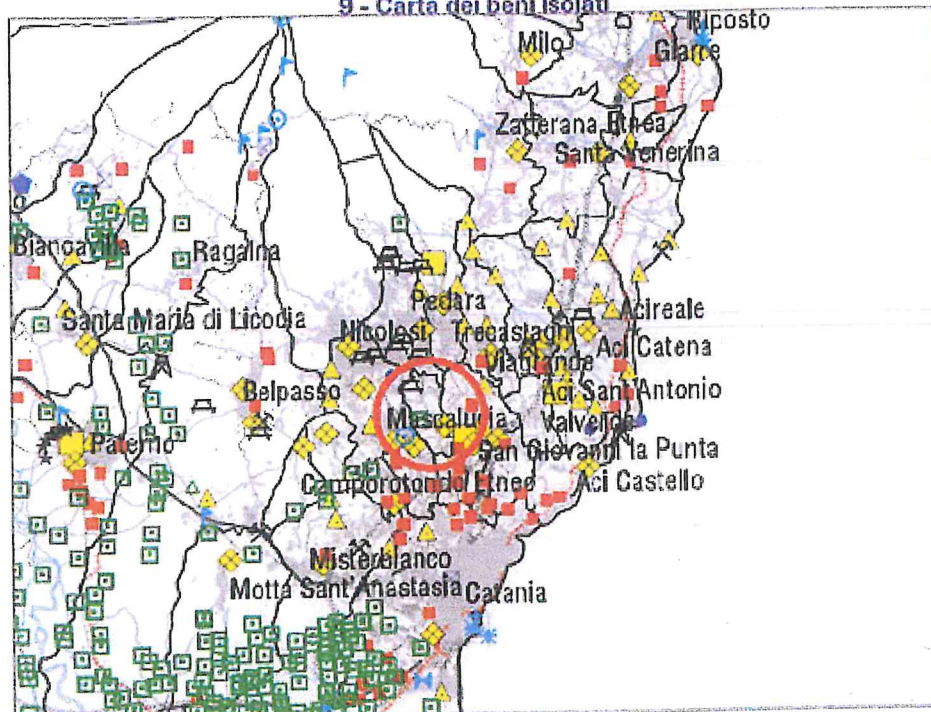 9 - Carta dei beni isolati
Riposto
Milo
Giarre
Zafferana Etnea
Santa Venerina
Biancavilla
Ragalna
Pedara
Acireale
Santa Maria di Licodia
Nicolosi
Trecastagni
Aci Catena
Viagrande
Belpasso
Aci Sant'Antonio
Mascalucia
Valverde
Paterno
San Giovanni la Punta
Camporotondo Etneo
Aci Castello
Misterbianco
Motta Sant'Anastasia
Catania